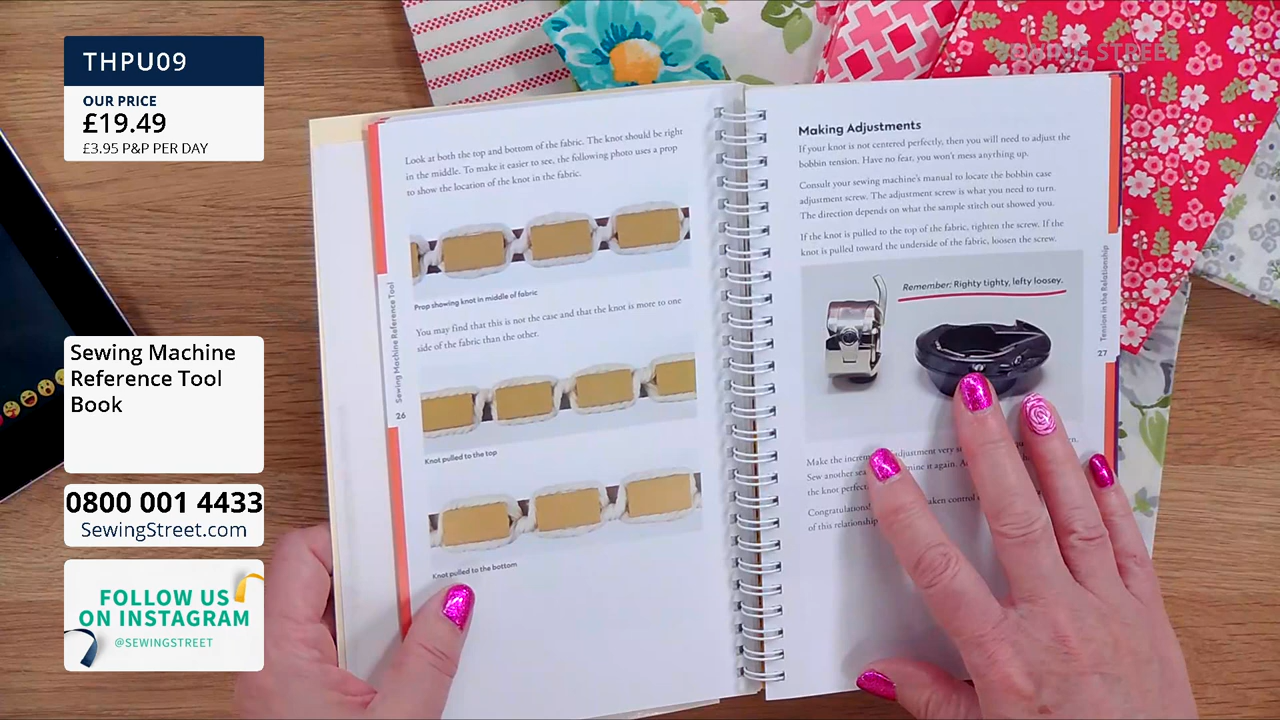 THPU09
OUR PRICE
£19.49
£3.95 P&P PER DAY
Sewing Machine
Reference Tool
Book
0800 001 4433
SewingStreet.com
FOLLOW US
ON INSTAGRAM
@SEWINGSTREET
SEWING STREET
Look at both the top and bottom of the fabric. The knot should be right
in the middle. To make it easier to see, the following photo uses a prop
to show the location of the knot in the fabric.
Prop showing knot in middle of fabric
You may find that this is not the case and that the knot is more to one
side of the fabric than the other.
Knot pulled to the top
Knot pulled to the bottom
Sewing Machine Reference Tool
26
Making Adjustments
If your knot is not centered perfectly, then you will need to adjust the
bobbin tension. Have no fear, you won't mess anything up.
Consult your sewing machine's manual to locate the bobbin case
adjustment screw. The adjustment screw is what you need to turn.
The direction depends on what the sample stitch out showed you.
If the knot is pulled to the top of the fabric, tighten the screw. If the
knot is pulled toward the underside of the fabric, loosen the screw.
Remember: Righty tighty, lefty loosey.
Make the adjustment very
Sew another it again.
the knot
Congratulations! taken control
of this relationship
Tension in the Relationship
27